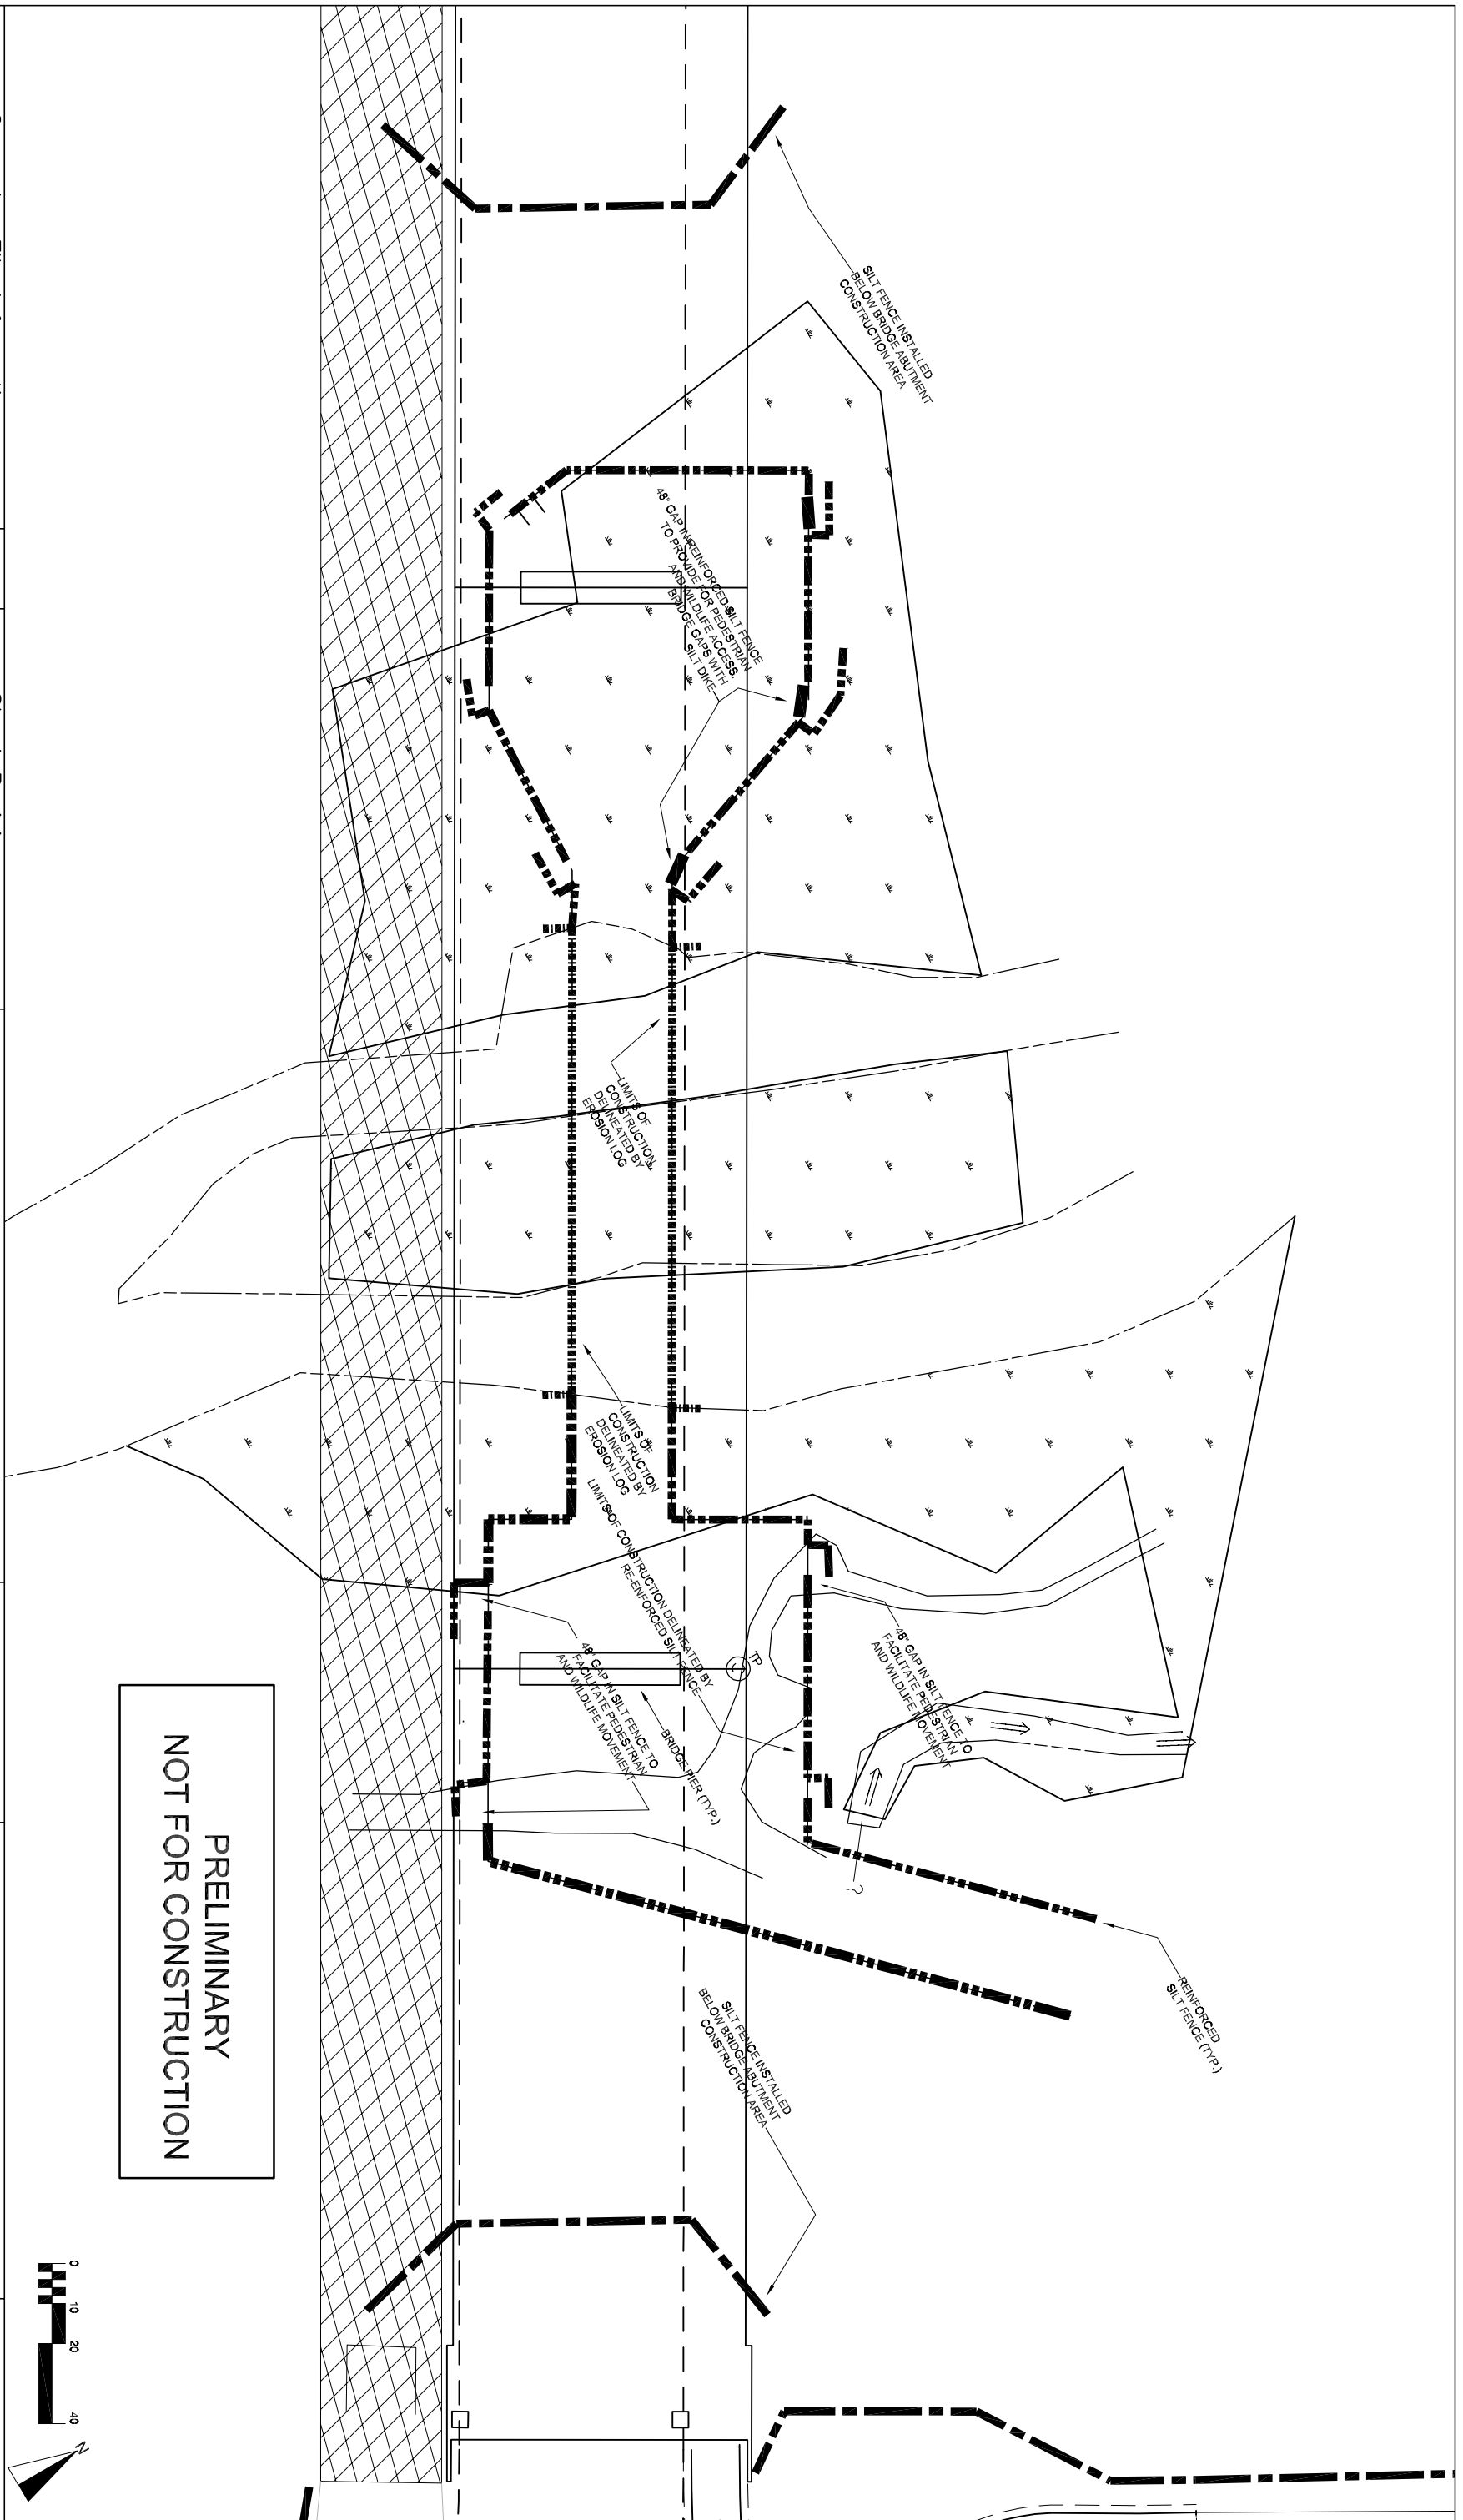 SILT FENCE INSTALLED
BELOW BRIDGE ABUTMENT
CONSTRUCTION AREA
48" GAP IN REINFORCED SILT FENCE
TO PROVIDE FOR PEDESTRIAN
AND WILDLIFE ACCESS.
BRIDGE GAPS WITH
SILT DIKE
LIMITS OF
CONSTRUCTION
DELINEATED BY
EROSION LOG
LIMITS OF
CONSTRUCTION
DELINEATED BY
EROSION LOG
LIMITS OF CONSTRUCTION DELINEATED BY
RE-ENFORCED SILT FENCE
TP
48" GAP IN SILT FENCE TO
FACILITATE PEDESTRIAN
AND WILDLIFE MOVEMENT
48" GAP IN SILT FENCE TO
FACILITATE PEDESTRIAN
AND WILDLIFE MOVEMENT
BRIDGE PIER (TYP.)
?
REINFORCED
SILT FENCE (TYP.)
SILT FENCE INSTALLED
BELOW BRIDGE ABUTMENT
CONSTRUCTION AREA
PRELIMINARY
NOT FOR CONSTRUCTION
0 10 20 40
N